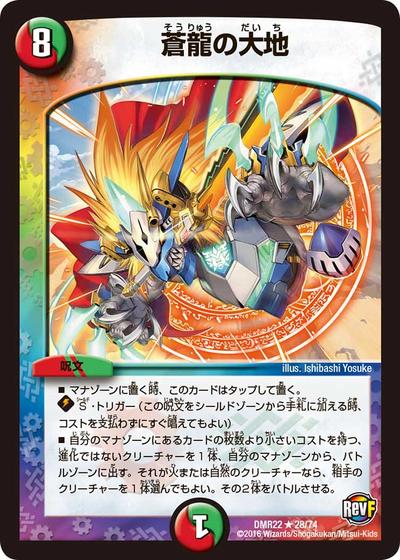 8
そうりゅう だいち
蒼龍の大地
illus. Ishibashi Yosuke
呪文
■ マナゾーンに置く時、このカードはタップして置く。
S・トリガー(この呪文をシールドゾーンから手札に加える時、
コストを支払わずにすぐ唱えてもよい)
■ 自分のマナゾーンにあるカードの枚数より小さいコストを持つ、
進化ではないクリーチャーを1体、自分のマナゾーンから、バト
ルゾーンに出す。それが火または自然のクリーチャーなら、相手の
クリーチャーを1体選んでもよい。その2体をバトルさせる。
RevF
1
DMR22 ★ 28/74
©2016 Wizards/Shogakukan/Mitsui-Kids